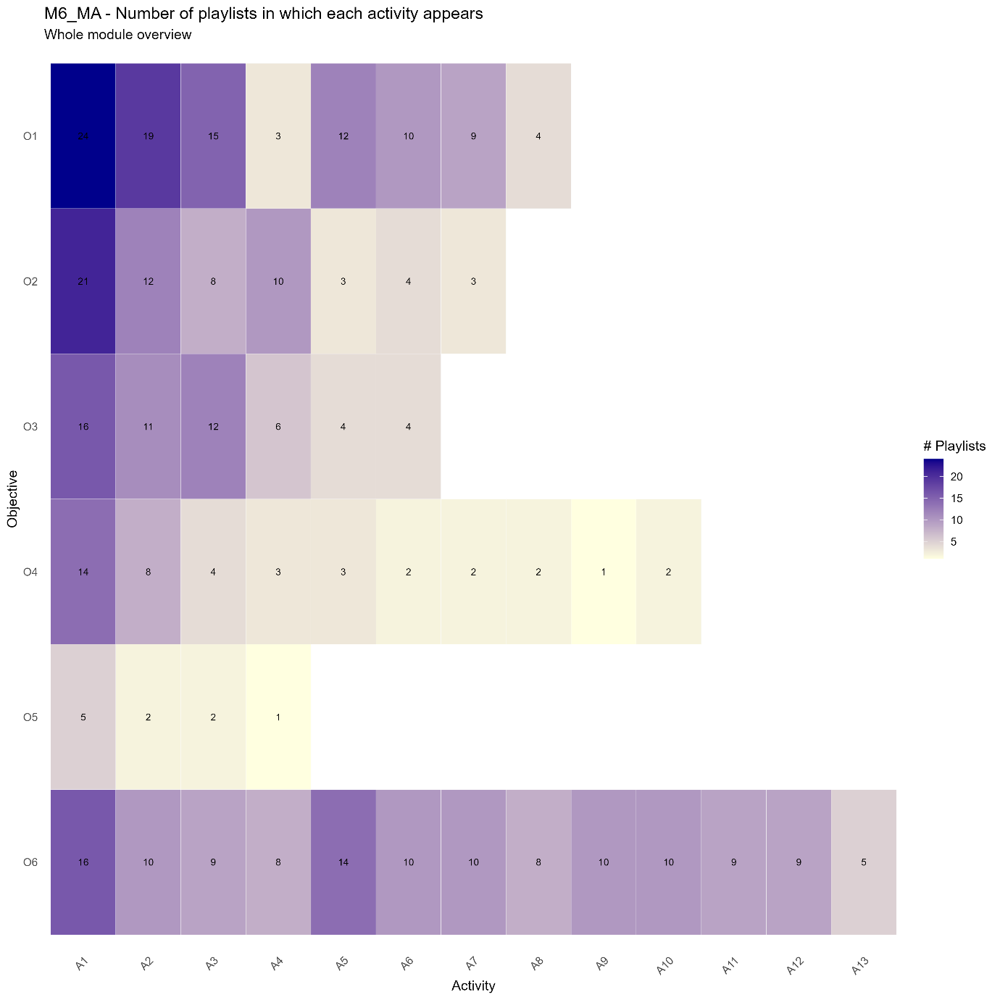 M6_MA - Number of playlists in which each activity appears
Whole module overview
O1 24 19 15 3 12 10 9 4
O2 21 12 8 10 3 4 3
O3 16 11 12 6 4 4
O4 14 8 4 3 3 2 2 2 1 2
O5 5 2 2 1
O6 16 10 9 8 14 10 10 8 10 10 9 9 5
A1 A2 A3 A4 A5 A6 A7 A8 A9 A10 A11 A12 A13
Activity
Objective
# Playlists
20
15
10
5